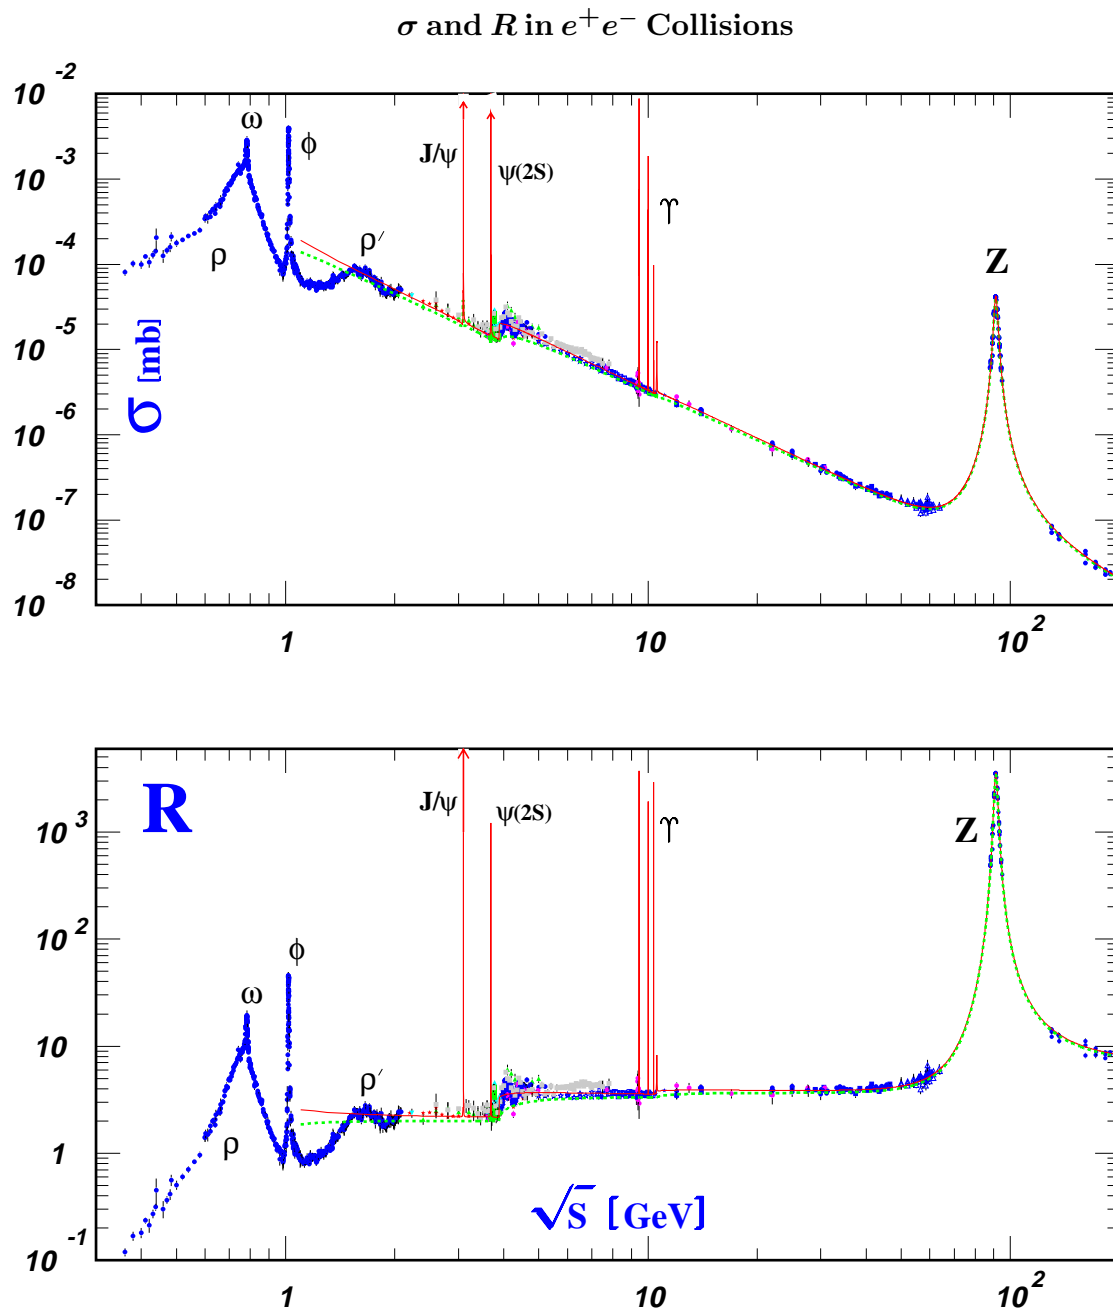 σ and R in e⁺e⁻ Collisions
10⁻²
ω
ϕ
J/ψ
ψ(2S)
10⁻³
ϒ
10⁻⁴
ρ
ρ′
Z
10⁻⁵
σ [mb]
10⁻⁶
10⁻⁷
10⁻⁸
1
10
10²
R
J/ψ
ψ(2S)
ϒ
Z
10³
10²
ϕ
ω
10
ρ′
ρ
1
√s [GeV]
10⁻¹
1
10
10²